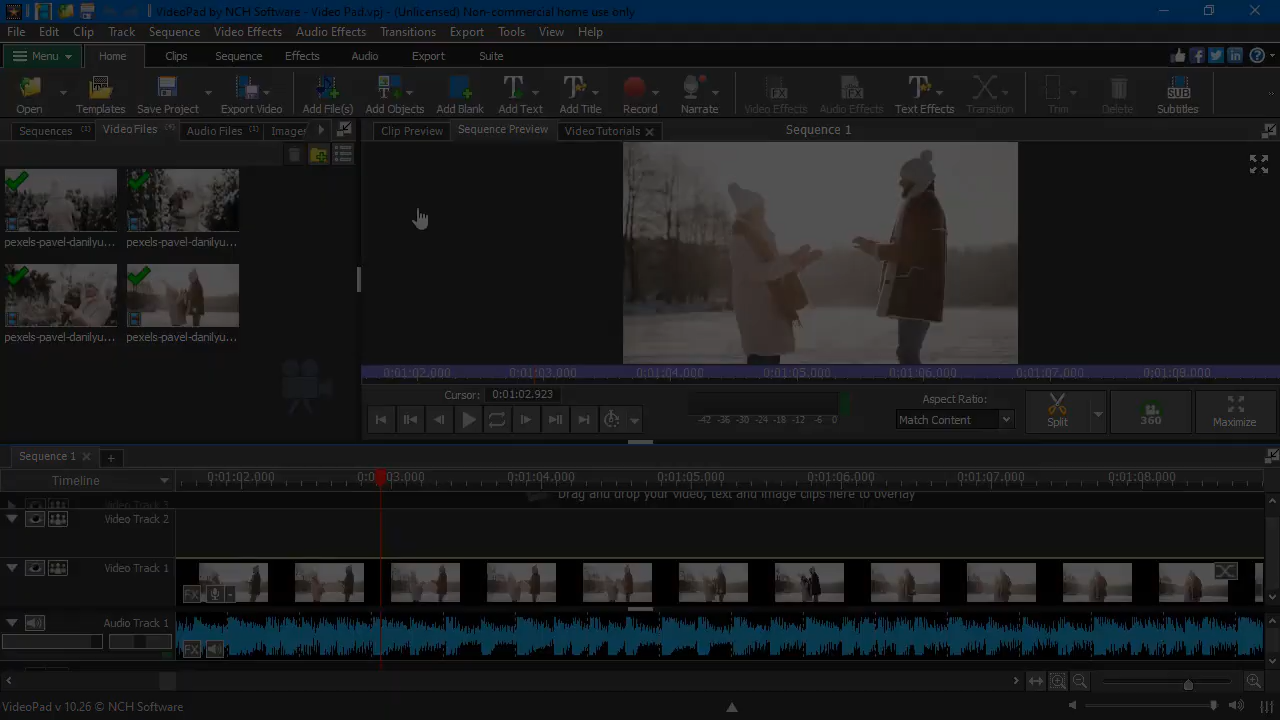 VideoPad by NCH Software - Video Pad.vpj - (Unlicensed) Non-commercial home use only
File Edit Clip Track Sequence Video Effects Audio Effects Transitions Export Tools View Help
Menu Home Clips Sequence Effects Audio Export Suite
Open Templates Save Project Export Video Add File(s) Add Objects Add Blank Add Text Add Title Record Narrate Video Effects Audio Effects Text Effects Transition Trim Delete Subtitles
Sequences (1) Video Files Audio Files (1) Images
Clip Preview Sequence Preview Video Tutorials Sequence 1
pexels-pavel-danilyu... pexels-pavel-danilyu...
pexels-pavel-danilyu... pexels-pavel-danilyu...
0:01:02.000 0:01:03.000 0:01:04.000 0:01:05.000 0:01:06.000 0:01:07.000 0:01:08.000
Cursor: 0:01:02.923
-42 -36 -30 -24 -18 -12 -6 0
Aspect Ratio:
Match Content
Split 360 Maximize
Sequence 1
Timeline
0:01:02.000 0:01:03.000 0:01:04.000 0:01:05.000 0:01:06.000 0:01:07.000 0:01:08.000
Video Track 3 Drag and drop your video, text and image clips here to overlay
Video Track 2
Video Track 1
FX
Audio Track 1
FX
VideoPad v 10.26 © NCH Software